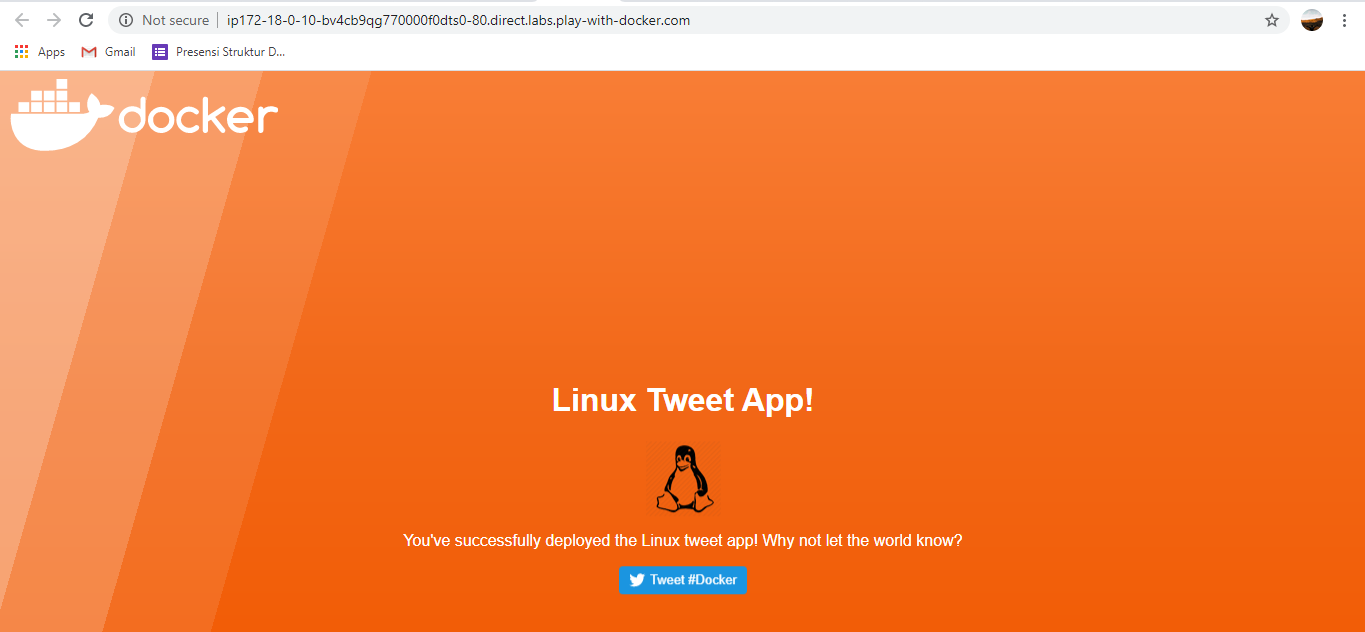 Not secure | ip172-18-0-10-bv4cb9qg770000f0dts0-80.direct.labs.play-with-docker.com
Apps Gmail Presensi Struktur D...
docker
Linux Tweet App!
You've successfully deployed the Linux tweet app! Why not let the world know?
Tweet #Docker